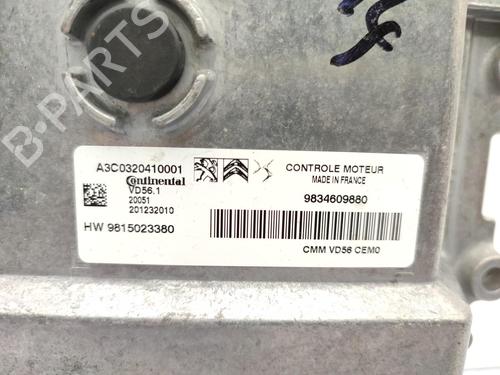 B-PARTS
A3C0320410001
Continental
VD56.1
20051
201232010
HW 9815023380
CONTROLE MOTEUR
MADE IN FRANCE
9834609880
CMM VD56 CEM0